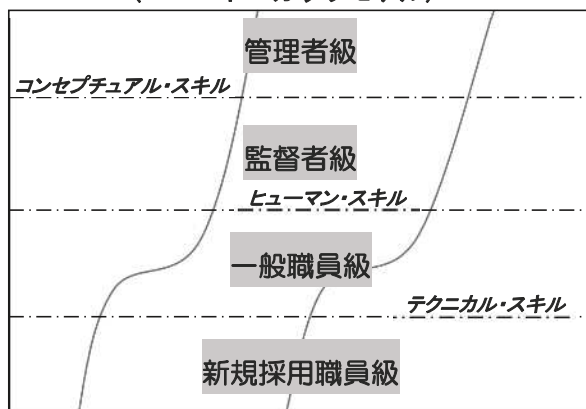 管理者級
コンセプチュアル・スキル
監督者級
ヒューマン・スキル
一般職員級
テクニカル・スキル
新規採用職員級